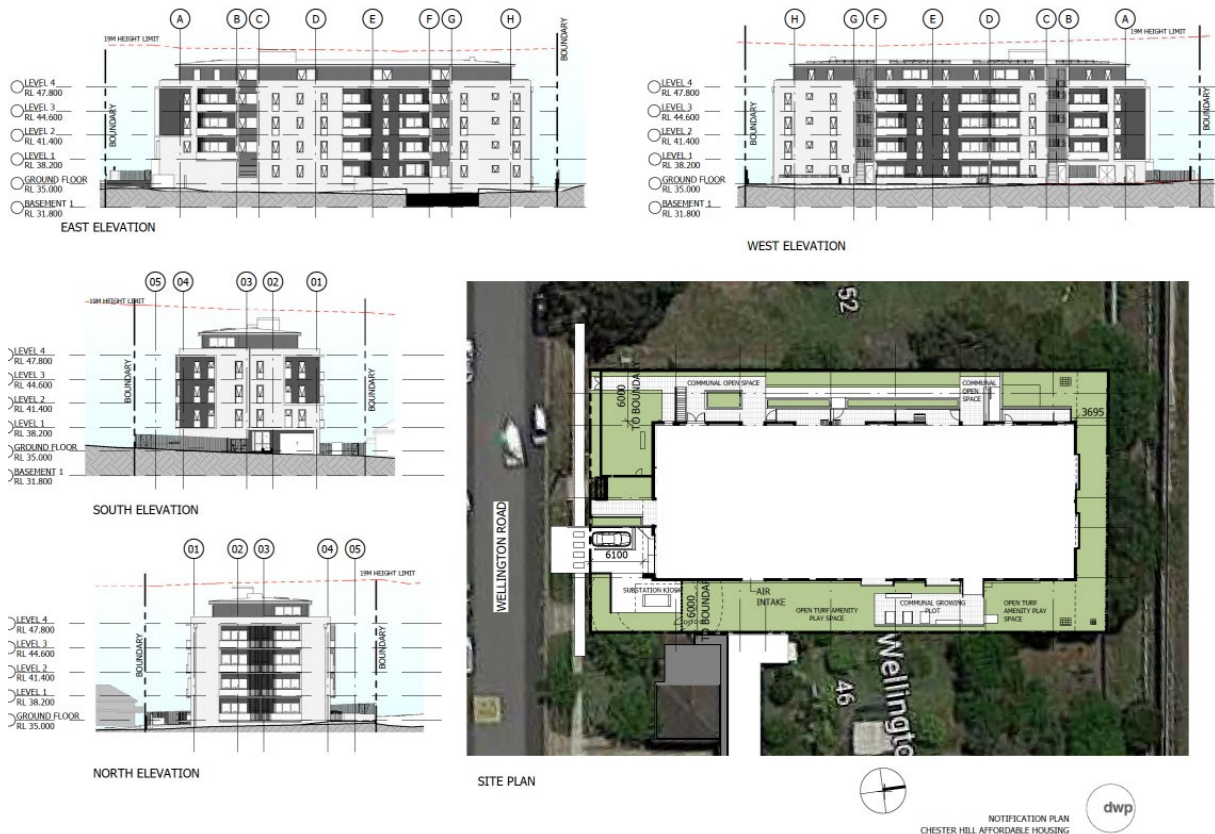 A B C D E F G H
19M HEIGHT LIMIT
BOUNDARY
BOUNDARY
LEVEL 4
RL 47.800
LEVEL 3
RL 44.600
LEVEL 2
RL 41.400
LEVEL 1
RL 38.200
GROUND FLOOR
RL 35.000
BASEMENT 1
RL 31.800
EAST ELEVATION
H G F E D C B A
19M HEIGHT LIMIT
BOUNDARY
BOUNDARY
LEVEL 4
RL 47.800
LEVEL 3
RL 44.600
LEVEL 2
RL 41.400
LEVEL 1
RL 38.200
GROUND FLOOR
RL 35.000
BASEMENT 1
RL 31.800
WEST ELEVATION
05 04 03 02 01
19M HEIGHT LIMIT
BOUNDARY
BOUNDARY
LEVEL 4
RL 47.800
LEVEL 3
RL 44.600
LEVEL 2
RL 41.400
LEVEL 1
RL 38.200
GROUND FLOOR
RL 35.000
BASEMENT 1
RL 31.800
SOUTH ELEVATION
01 02 03 04 05
19M HEIGHT LIMIT
BOUNDARY
BOUNDARY
LEVEL 4
RL 47.800
LEVEL 3
RL 44.600
LEVEL 2
RL 41.400
LEVEL 1
RL 38.200
GROUND FLOOR
RL 35.000
NORTH ELEVATION
52
6000
TO BOUNDARY
COMMUNAL OPEN SPACE
COMMUNAL
OPEN
SPACE
3695
WELLINGTON ROAD
6100
SUBSTATION KIOSK
6000
TO BOUNDARY
AIR
INTAKE
OPEN TURF AMENITY
PLAY SPACE
COMMUNAL GROWING
PLOT
OPEN TURF
AMENITY PLAY
SPACE
46
Wellingto
SITE PLAN
dwp
NOTIFICATION PLAN
CHESTER HILL AFFORDABLE HOUSING